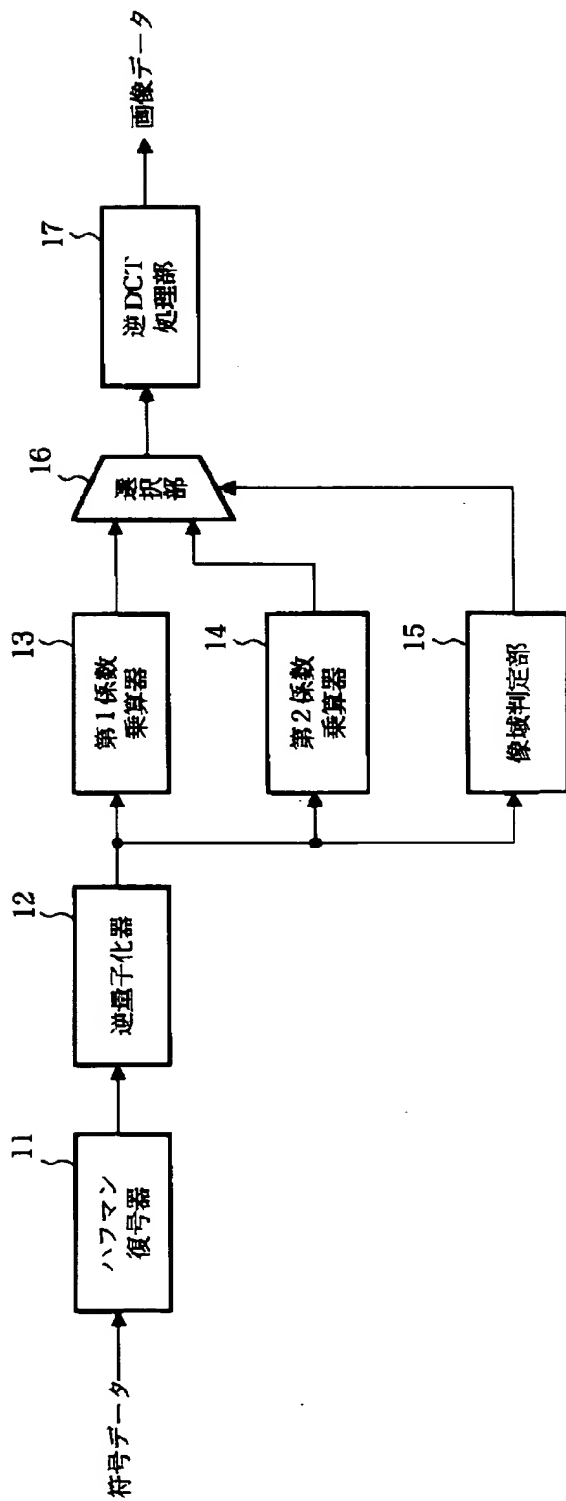 符号データ
11
ハフマン
復号器
12
逆量子化器
13
第1係数
乗算器
14
第2係数
乗算器
15
像域判定部
16
選択部
17
逆DCT
処理部
画像データ